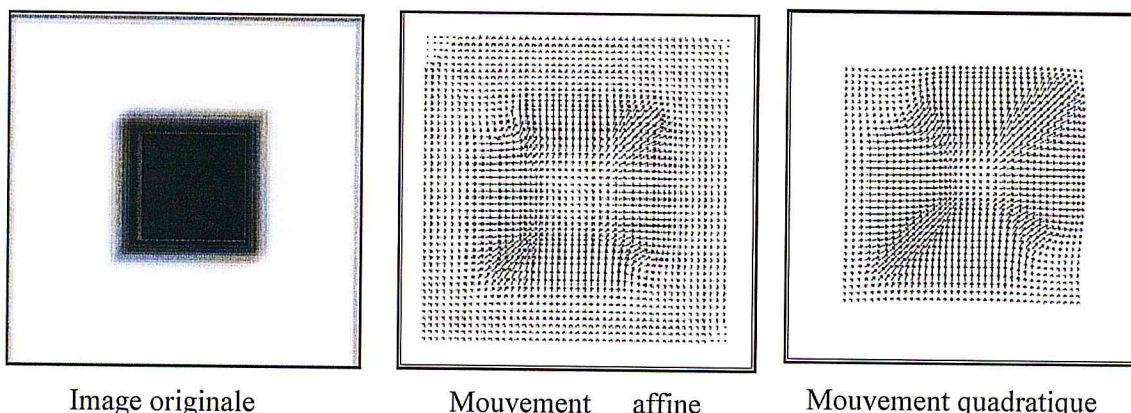 Image originale
Mouvement affine
Mouvement quadratique